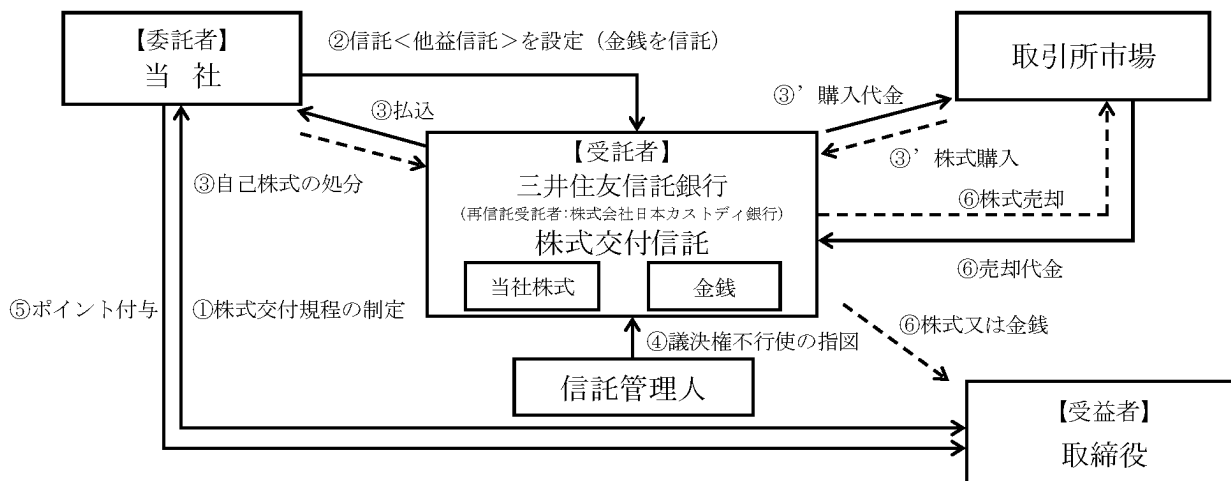 【委託者】
当　社
②信託＜他益信託＞を設定（金銭を信託）
取引所市場
③払込
③’購入代金
③自己株式の処分
【受託者】
三井住友信託銀行
(再信託受託者:株式会社日本カストディ銀行)
株式交付信託
当社株式
金銭
③’株式購入
⑥株式売却
⑥売却代金
⑤ポイント付与
①株式交付規程の制定
④議決権不行使の指図
⑥株式又は金銭
信託管理人
【受益者】
取締役